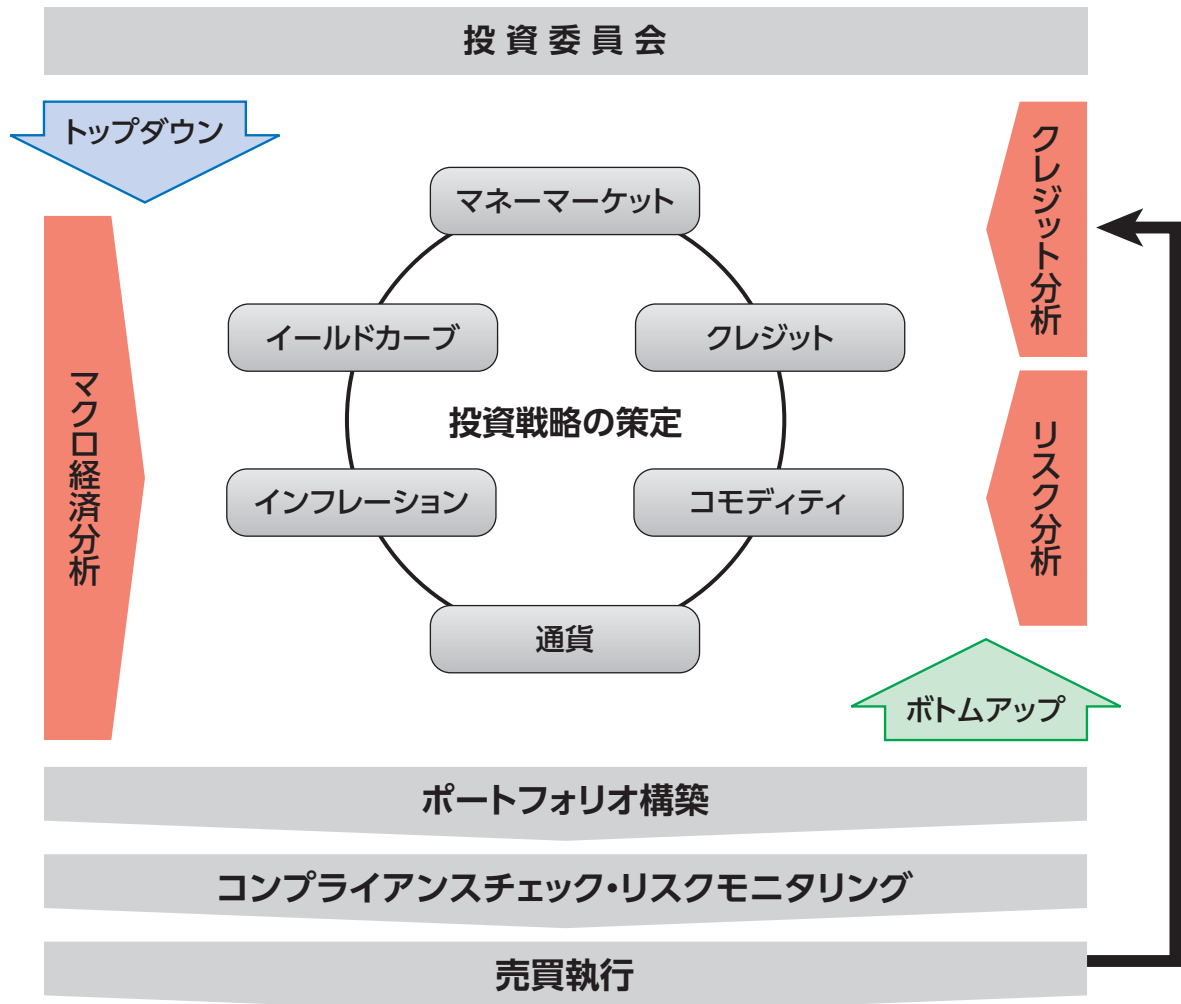 投資委員会
トップダウン
マクロ経済分析
マネーマーケット
イールドカーブ
クレジット
投資戦略の策定
インフレーション
コモディティ
通貨
クレジット分析
リスク分析
ボトムアップ
ポートフォリオ構築
コンプライアンスチェック・リスクモニタリング
売買執行